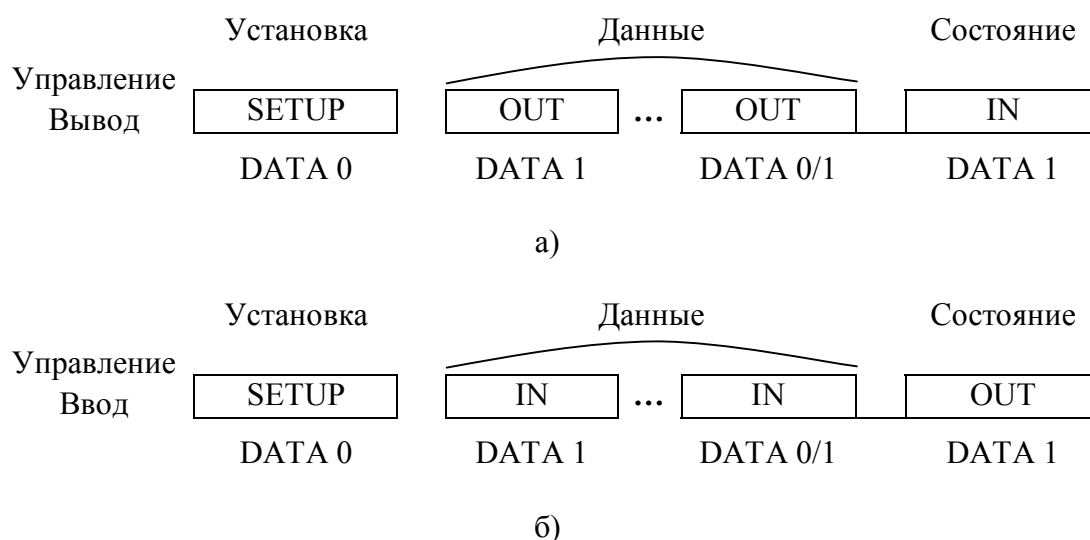 Установка Данные Состояние
Управление
Вывод
SETUP OUT ... OUT IN
DATA 0 DATA 1 DATA 0/1 DATA 1
а)
Установка Данные Состояние
Управление
Ввод
SETUP IN ... IN OUT
DATA 0 DATA 1 DATA 0/1 DATA 1
б)